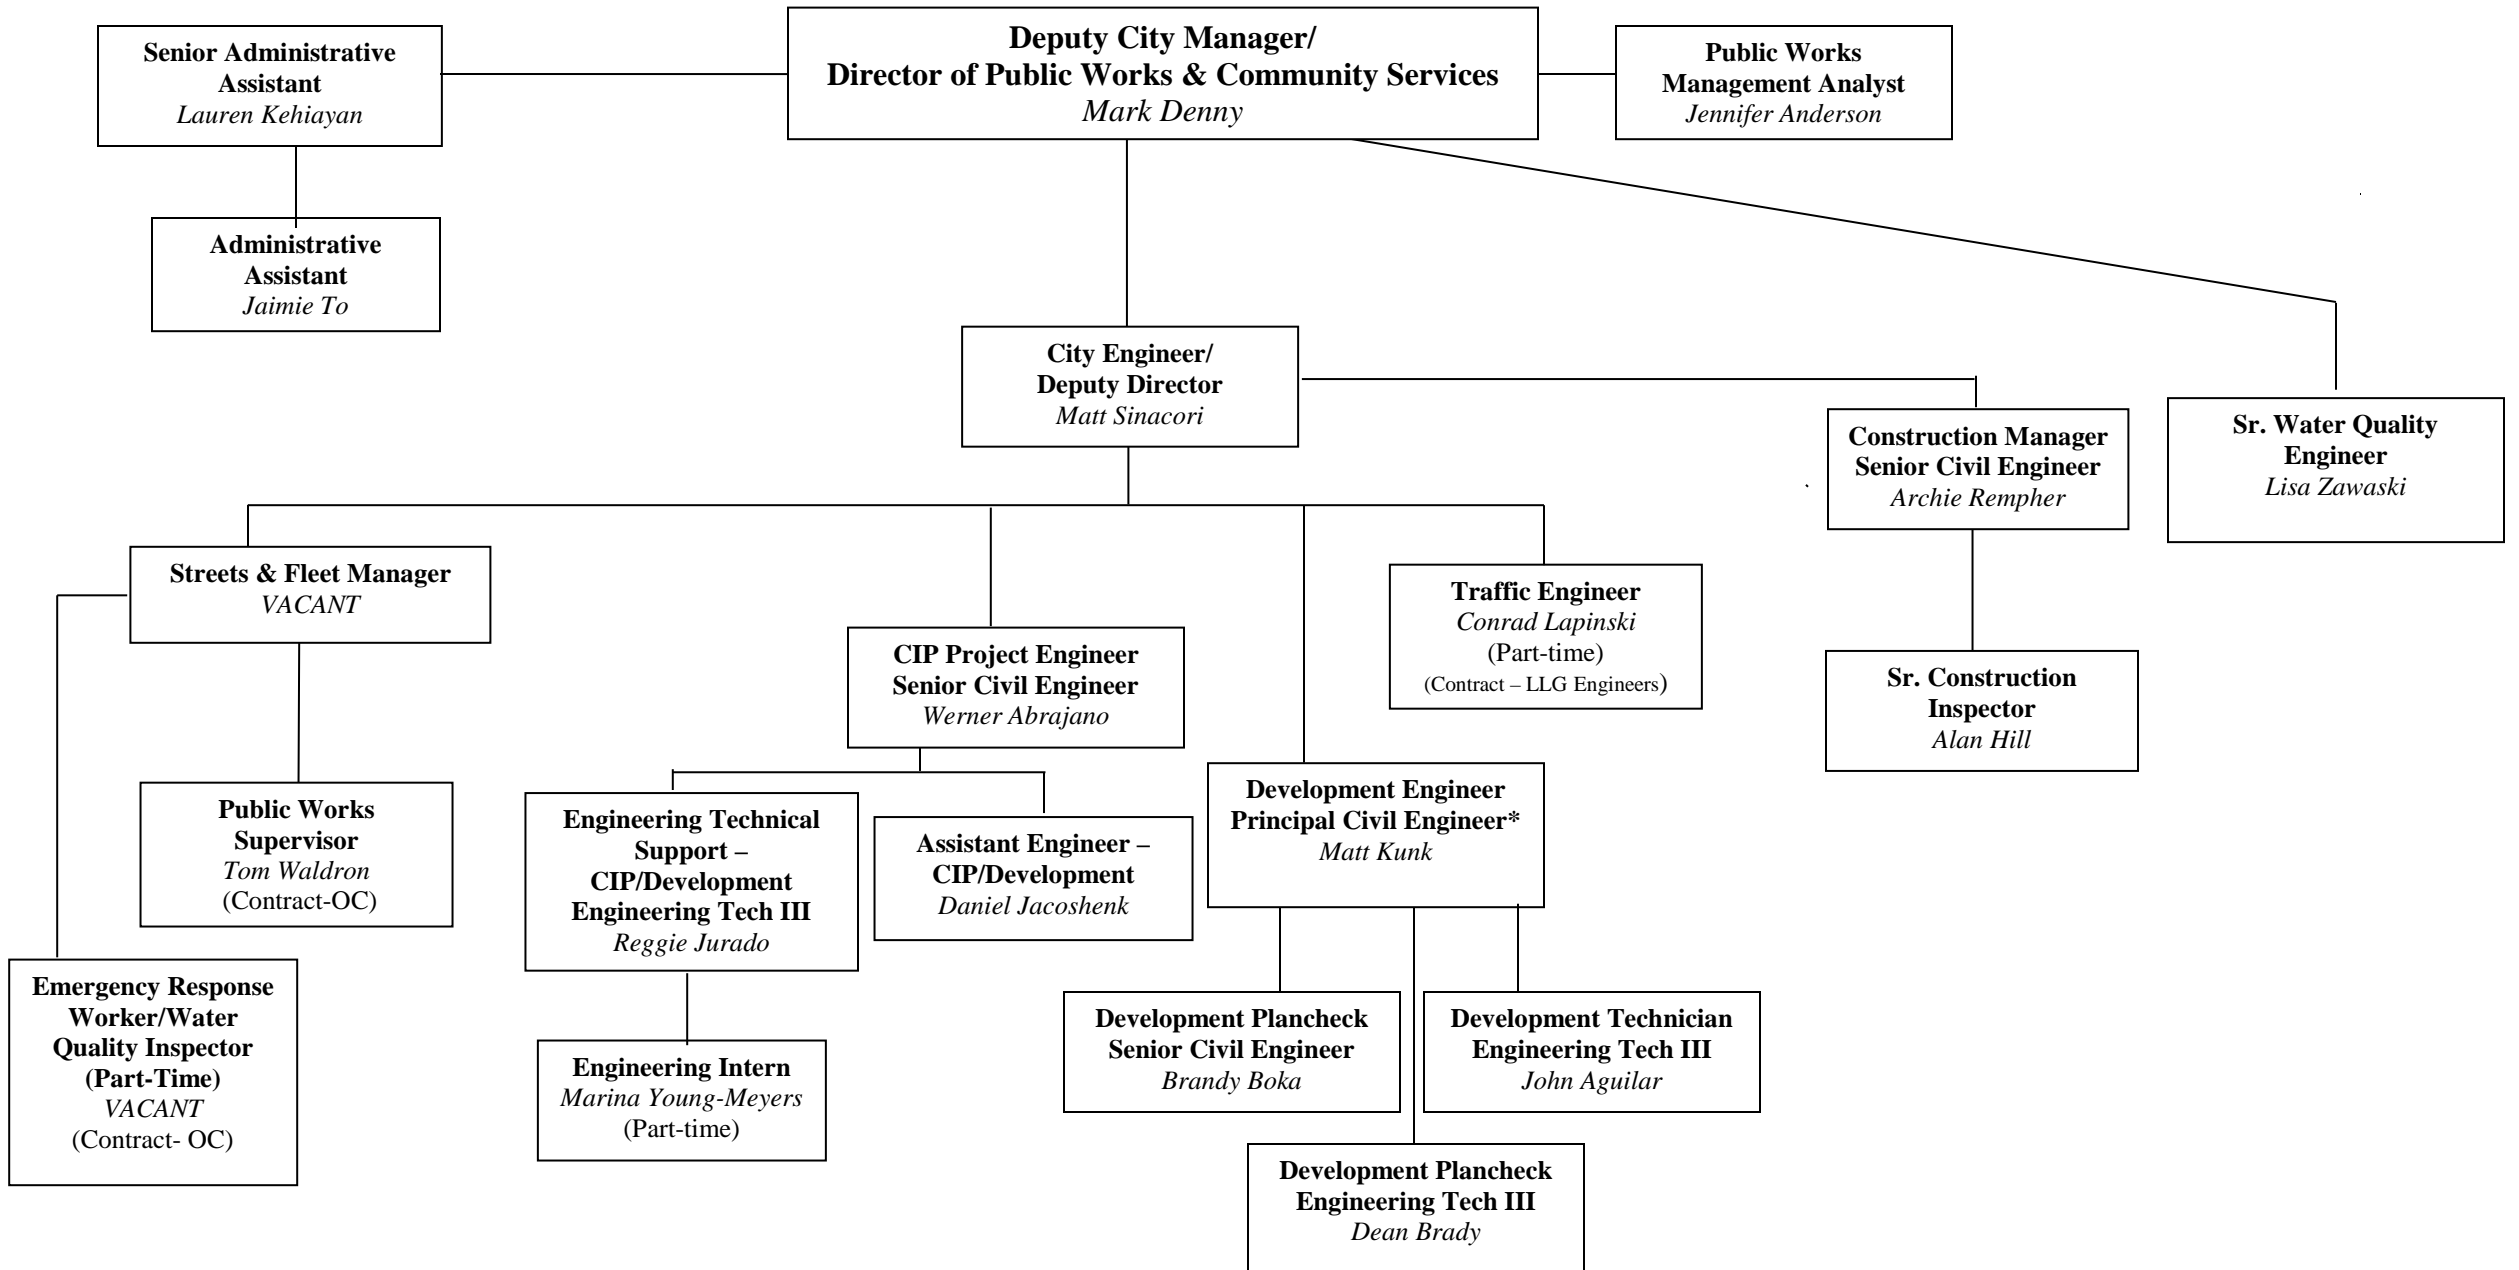 Senior Administrative
Assistant
Lauren Kehiayan
Deputy City Manager/
Director of Public Works & Community Services
Mark Denny
Public Works
Management Analyst
Jennifer Anderson
Administrative
Assistant
Jaimie To
City Engineer/
Deputy Director
Matt Sinacori
Construction Manager
Senior Civil Engineer
Archie Rempher
Sr. Water Quality
Engineer
Lisa Zawaski
Streets & Fleet Manager
VACANT
CIP Project Engineer
Senior Civil Engineer
Werner Abrajano
Traffic Engineer
Conrad Lapinski
(Part-time)
(Contract – LLG Engineers)
Sr. Construction
Inspector
Alan Hill
Public Works
Supervisor
Tom Waldron
(Contract-OC)
Engineering Technical
Support –
CIP/Development
Engineering Tech III
Reggie Jurado
Assistant Engineer –
CIP/Development
Daniel Jacoshenk
Development Engineer
Principal Civil Engineer*
Matt Kunk
Emergency Response
Worker/Water
Quality Inspector
(Part-Time)
VACANT
(Contract- OC)
Engineering Intern
Marina Young-Meyers
(Part-time)
Development Plancheck
Senior Civil Engineer
Brandy Boka
Development Technician
Engineering Tech III
John Aguilar
Development Plancheck
Engineering Tech III
Dean Brady